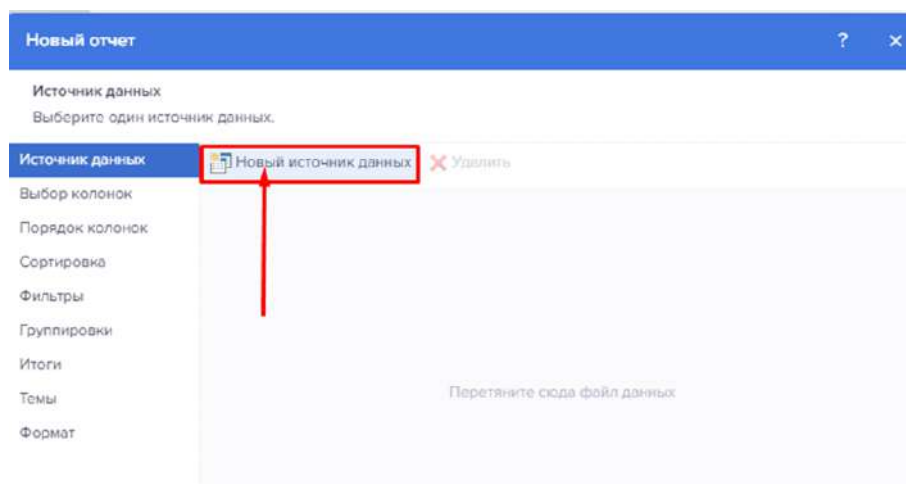 Новый отчет ? ×
Источник данных
Выберите один источник данных.
Источник данных
Новый источник данных Удалить
Выбор колонок
Порядок колонок
Сортировка
Фильтры
Группировки
Итоги
Темы
Перетяните сюда файл данных
Формат